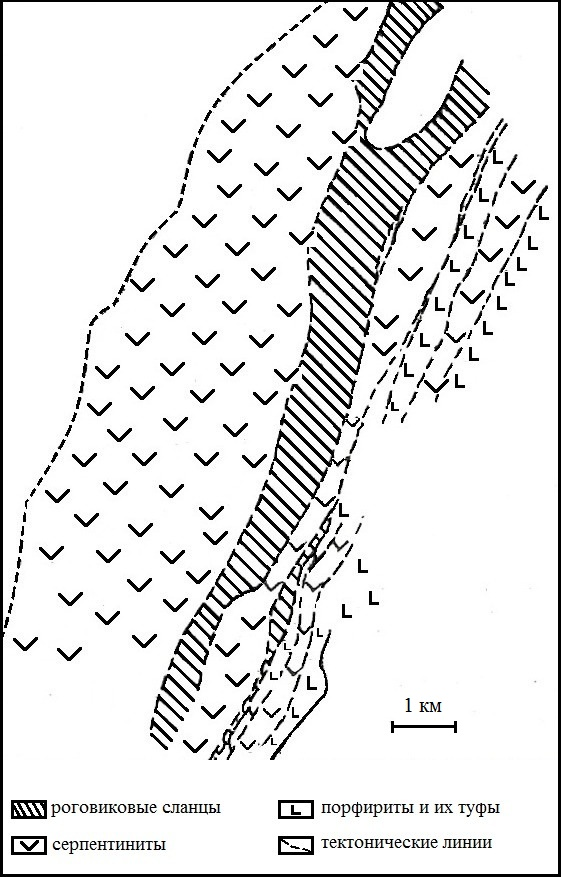 1 км
роговиковые сланцы
порфириты и их туфы
серпентиниты
тектонические линии